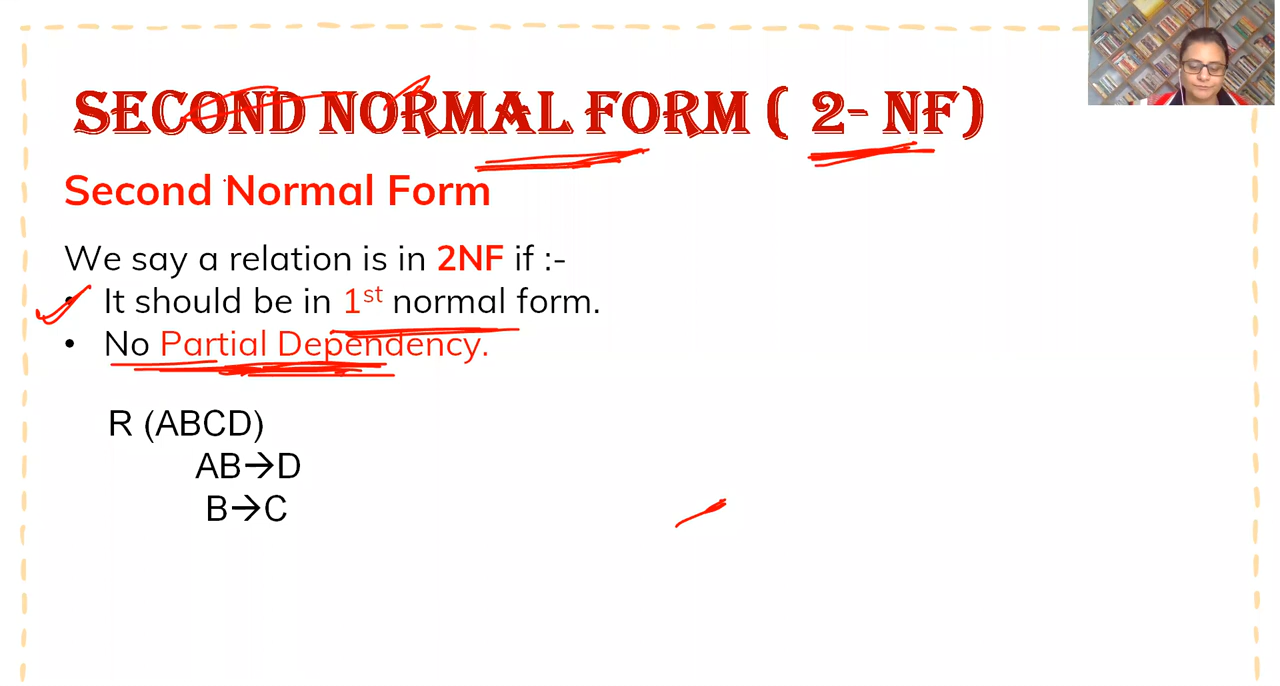 SECOND NORMAL FORM ( 2- NF)
Second Normal Form
We say a relation is in 2NF if :-
• It should be in 1st normal form.
• No Partial Dependency.
R (ABCD)
AB→D
B→C